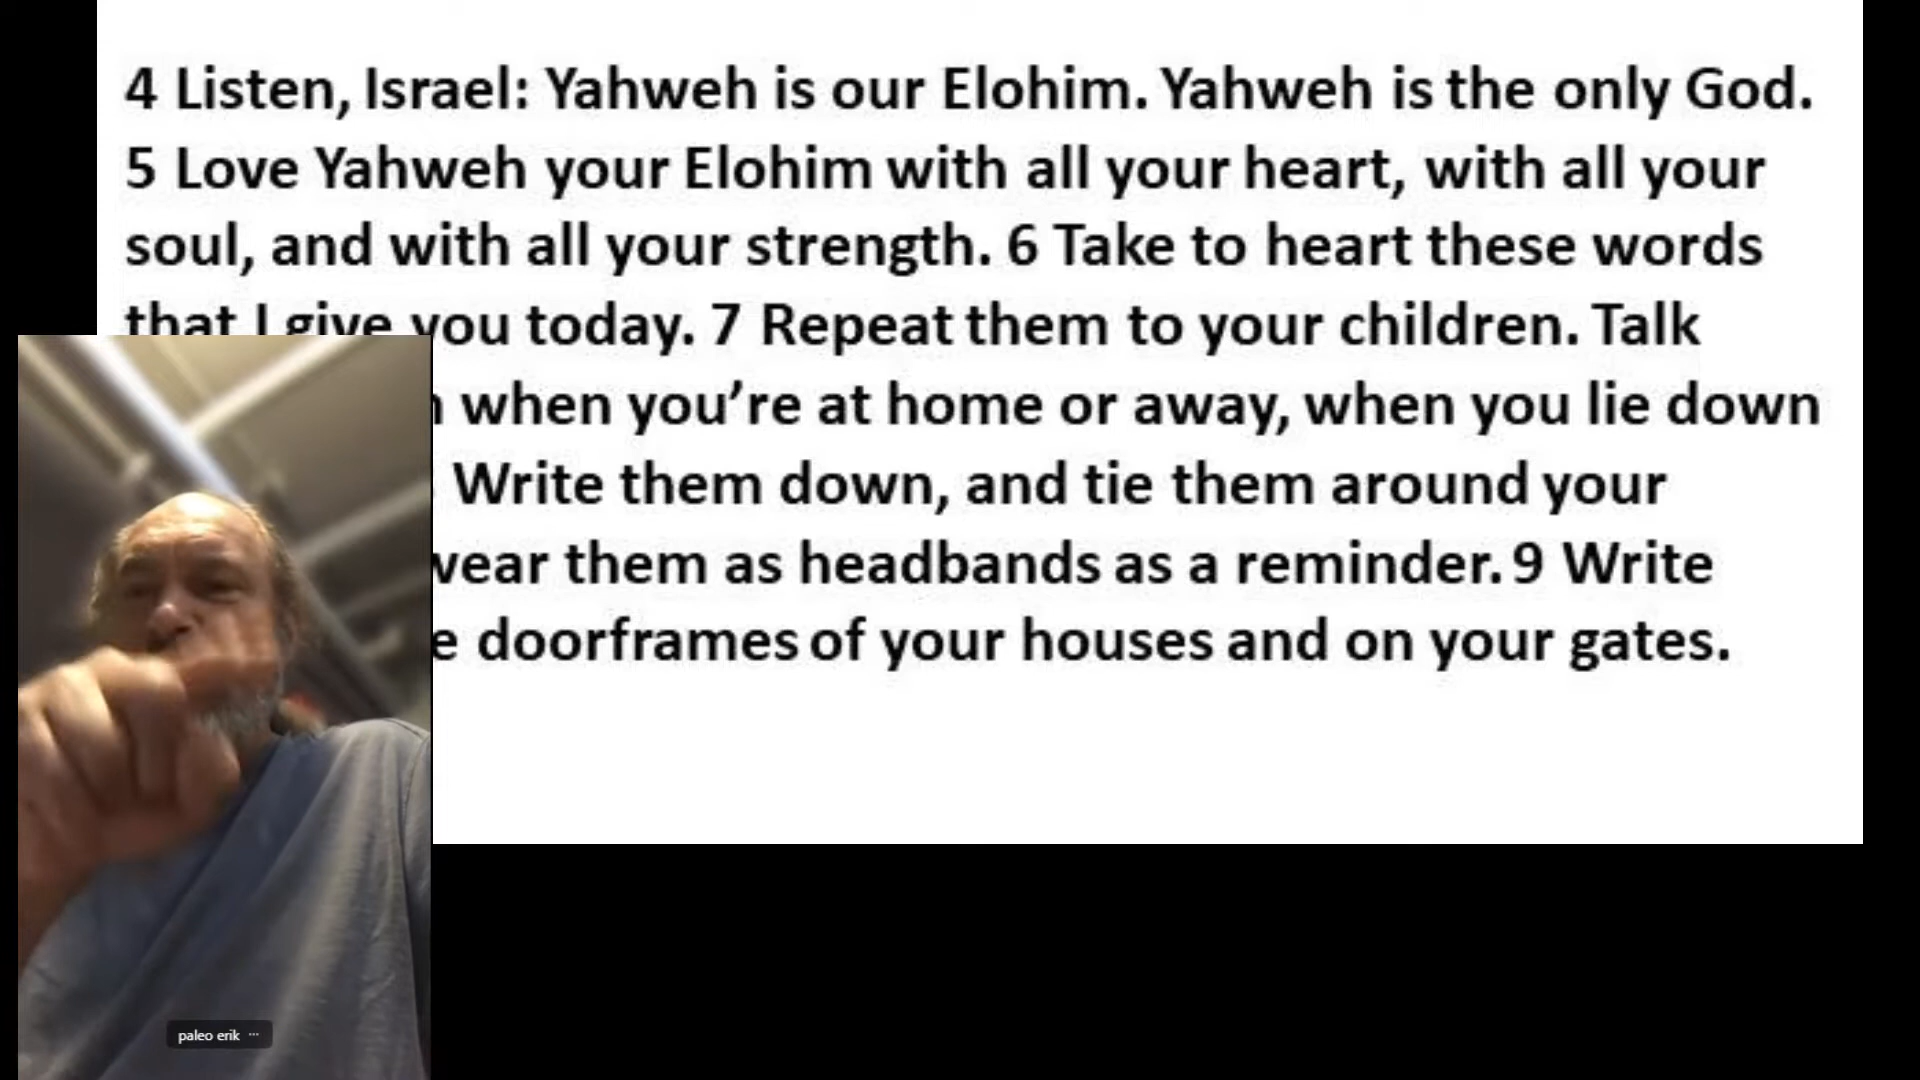 4 Listen, Israel: Yahweh is our Elohim. Yahweh is the only God.
5 Love Yahweh your Elohim with all your heart, with all your
soul, and with all your strength. 6 Take to heart these words
that I give you today. 7 Repeat them to your children. Talk
when you’re at home or away, when you lie down
Write them down, and tie them around your
wear them as headbands as a reminder. 9 Write
doorframes of your houses and on your gates.
paleo erik ...